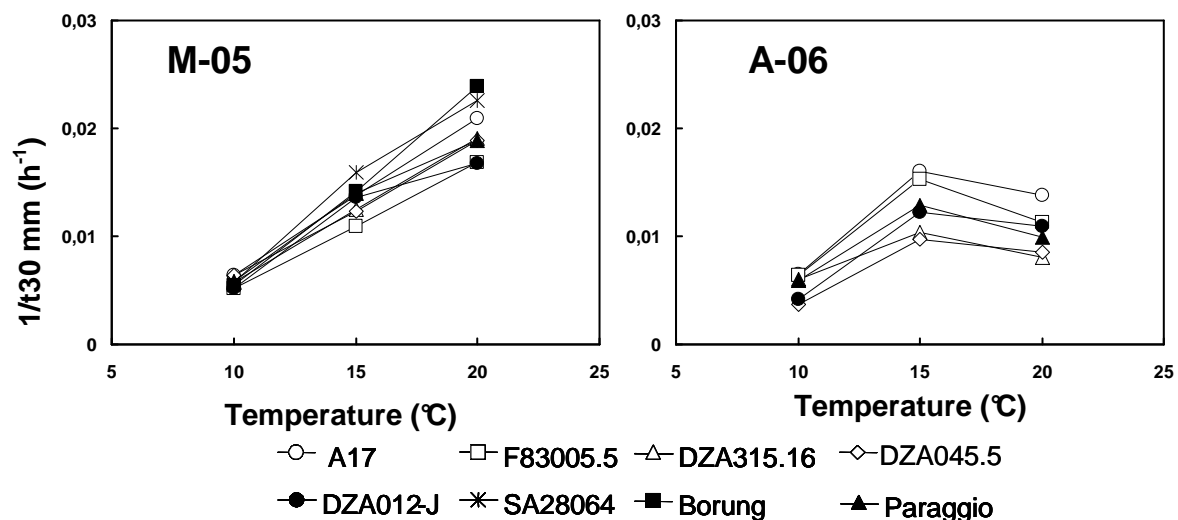 M-05
A-06
1/t30 mm (h-1)
0,03
0,02
0,01
0
5 10 15 20 25
Temperature (°C)
0,03
0,02
0,01
0
5 10 15 20 25
Temperature (°C)
A17 F83005.5 DZA315.16 DZA045.5
DZA012-J SA28064 Borung Paraggio